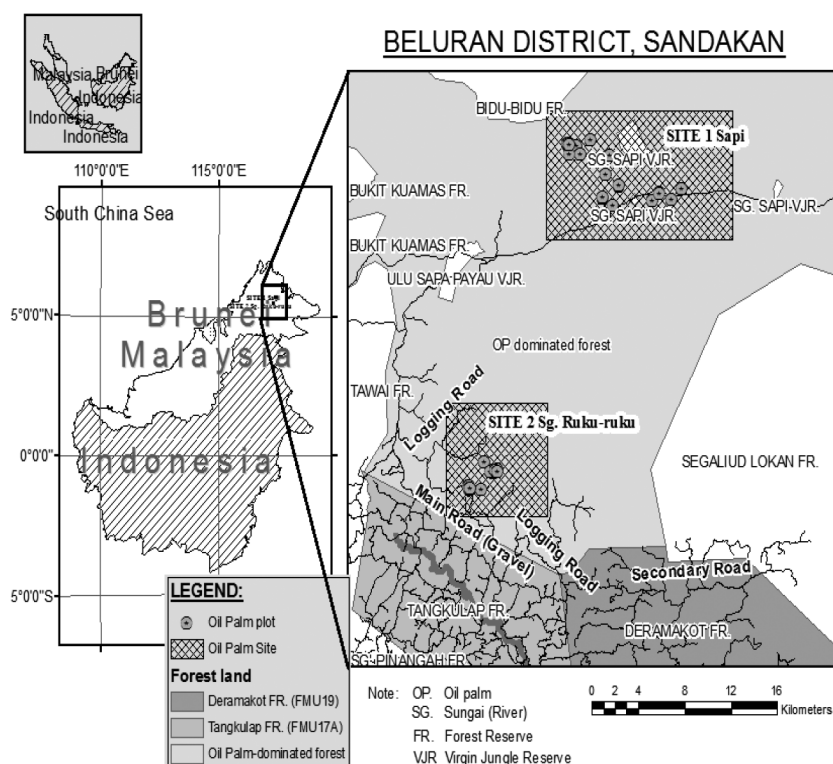 BELURAN DISTRICT, SANDAKAN
Malaysia
Brunei
Indonesia
Indonesia
Indonesia
110°0'0"E
115°0'0"E
South China Sea
5°0'0"N
0°0'0"
5°0'0"S
Brunei
Malaysia
Indonesia
BIDU-BIDU FR.
SITE 1 Sapi
SG. SAPI VJR.
SG. SAPI VJR.
SG. SAPI-VJR.
BUKIT KUAMAS FR.
BUKIT KUAMAS FR.
ULU SAPA PAYAU VJR.
OP dominated forest
TAWAI FR.
Logging Road
SITE 2 Sg. Ruku-ruku
SEGALIUD LOKAN FR.
Main Road (Gravel)
Logging Road
Secondary Road
TANGKULAP FR.
DERAMAKOT FR.
SG. PINANGAH FR.
LEGEND:
Oil Palm plot
Oil Palm Site
Forest land
Deramakot FR. (FMU19)
Tangkulap FR. (FMU17A)
Oil Palm-dominated forest
Note: OP. Oil palm
SG. Sungai (River)
FR. Forest Reserve
VJR Virgin Jungle Reserve
0 2 4 8 12 16
Kilometers